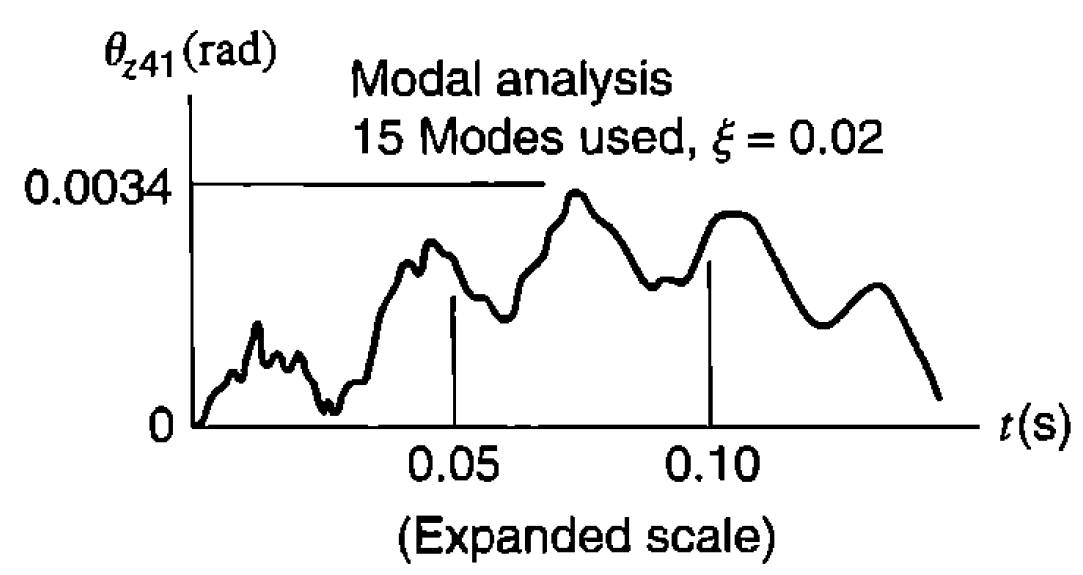 θz41(rad)
Modal analysis
15 Modes used, ξ = 0.02
0.0034
0
t(s)
0.05
0.10
(Expanded scale)